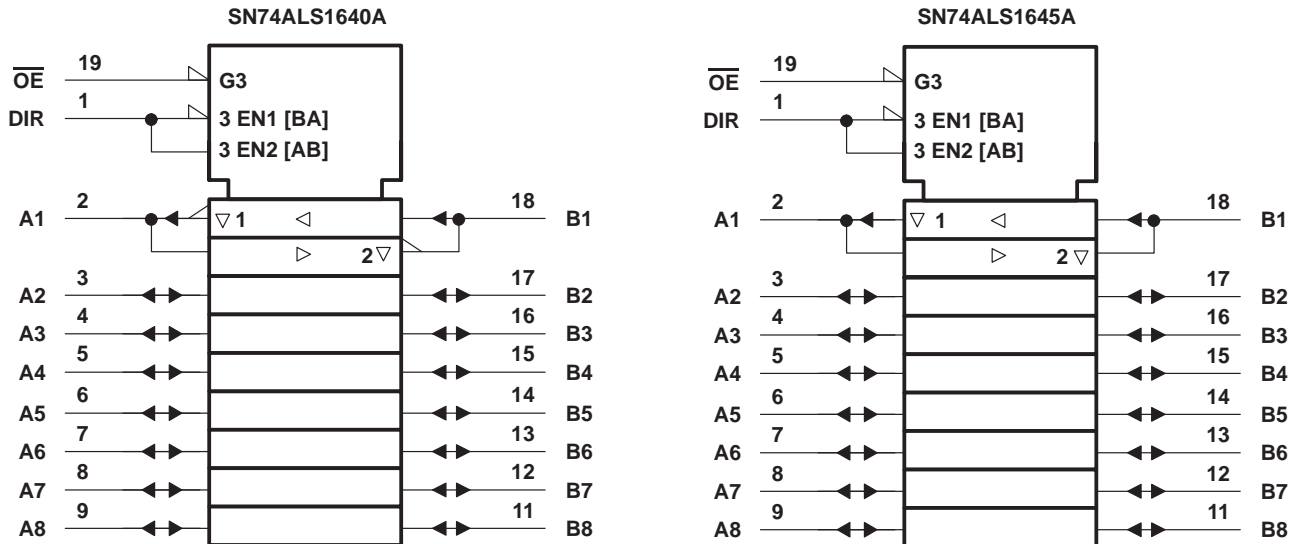 SN74ALS1640A
OE
19
G3
DIR
1
3 EN1 [BA]
3 EN2 [AB]
A1
2
1
2
18
B1
A2
3
17
B2
A3
4
16
B3
A4
5
15
B4
A5
6
14
B5
A6
7
13
B6
A7
8
12
B7
A8
9
11
B8
SN74ALS1645A
OE
19
G3
DIR
1
3 EN1 [BA]
3 EN2 [AB]
A1
2
1
2
18
B1
A2
3
17
B2
A3
4
16
B3
A4
5
15
B4
A5
6
14
B5
A6
7
13
B6
A7
8
12
B7
A8
9
11
B8